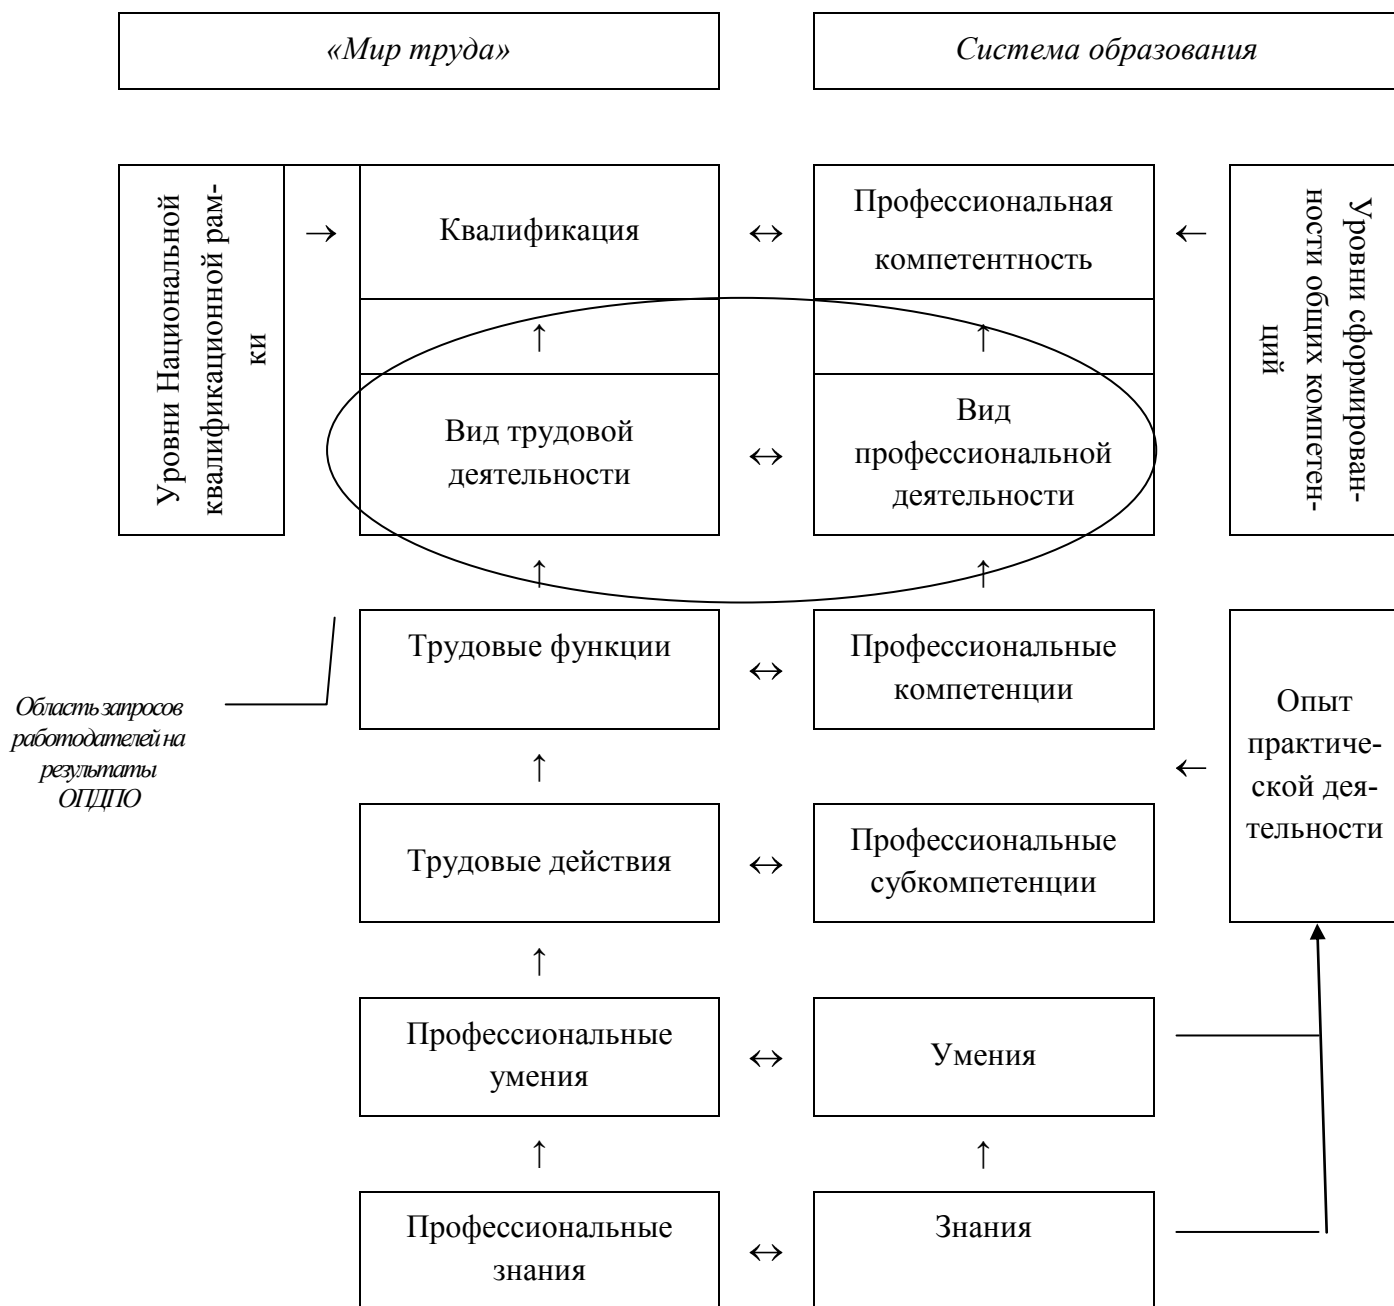 «Мир труда»
Система образования
Уровни Национальной
квалификационной рам-
ки
Квалификация
Профессиональная
компетентность
Уровни сформирован-
ности общих компетен-
ций
Вид трудовой
деятельности
Вид
профессиональной
деятельности
Трудовые функции
Профессиональные
компетенции
Область запросов
работодателей на
результаты
ОПДПО
Опыт
практиче-
ской дея-
тельности
Трудовые действия
Профессиональные
субкомпетенции
Профессиональные
умения
Умения
Профессиональные
знания
Знания